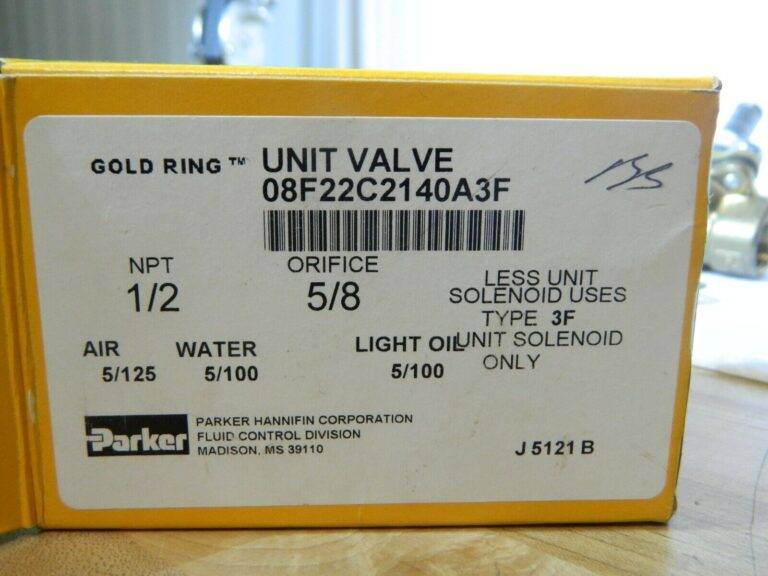 GOLD RING™ UNIT VALVE
08F22C2140A3F
NPT ORIFICE
1/2 5/8
LESS UNIT
SOLENOID USES
TYPE 3F
UNIT SOLENOID
ONLY
AIR WATER LIGHT OIL
5/125 5/100 5/100
Parker
PARKER HANNIFIN CORPORATION
FLUID CONTROL DIVISION
MADISON, MS 39110
J 5121 B